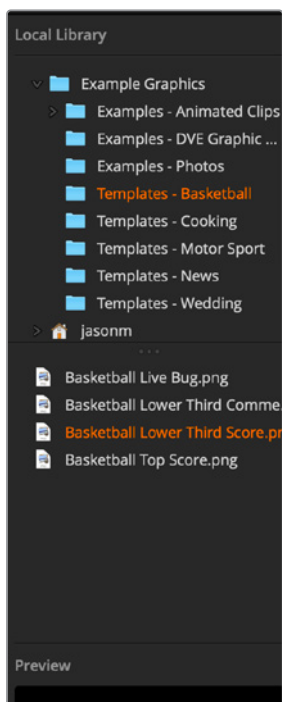 Local Library
Example Graphics
Examples - Animated Clips
Examples - DVE Graphic ...
Examples - Photos
Templates - Basketball
Templates - Cooking
Templates - Motor Sport
Templates - News
Templates - Wedding
jasonm
Basketball Live Bug.png
Basketball Lower Third Comme.
Basketball Lower Third Score.pr
Basketball Top Score.png
Preview